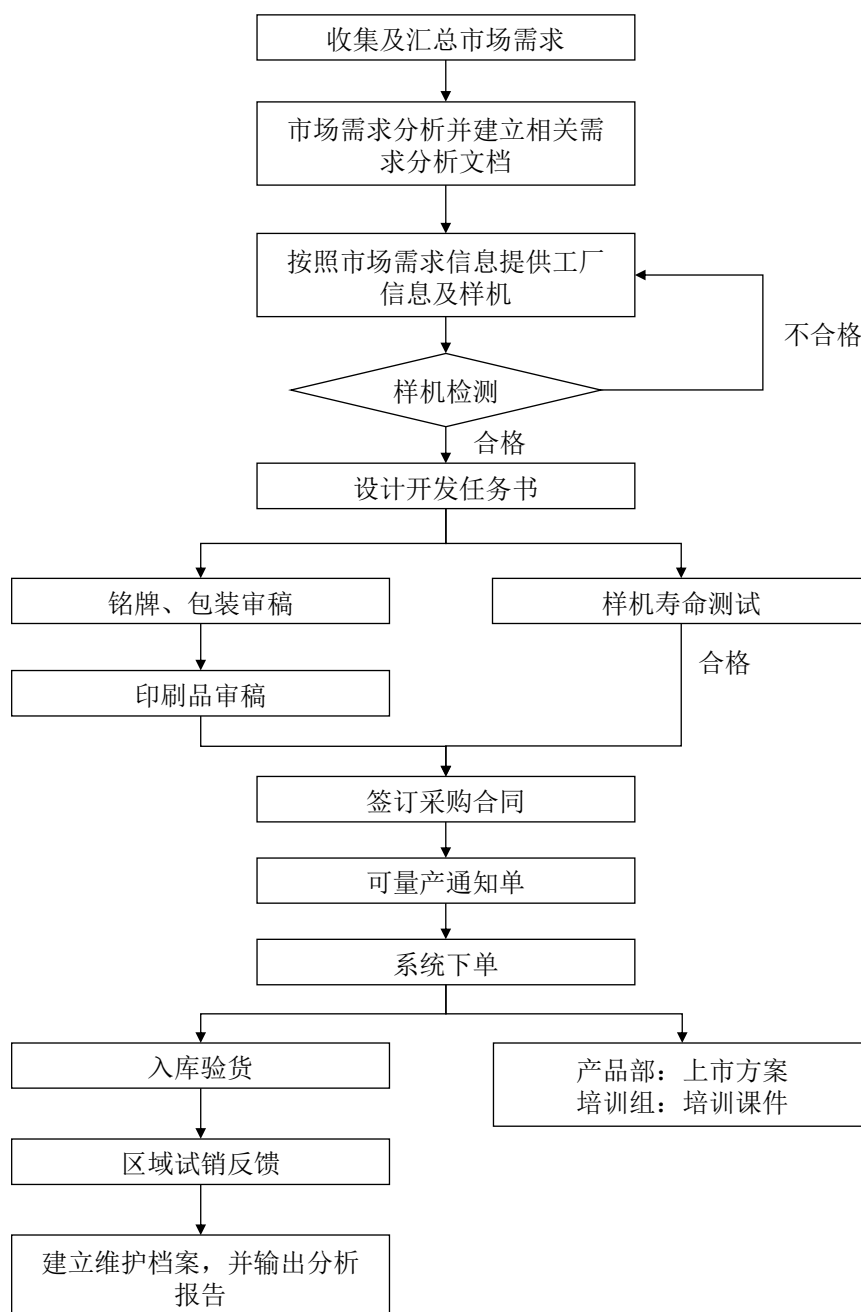 收集及汇总市场需求
市场需求分析并建立相关需
求分析文档
按照市场需求信息提供工厂
信息及样机
不合格
样机检测
合格
设计开发任务书
铭牌、包装审稿
样机寿命测试
合格
印刷品审稿
签订采购合同
可量产通知单
系统下单
入库验货
产品部：上市方案
培训组：培训课件
区域试销反馈
建立维护档案，并输出分析
报告